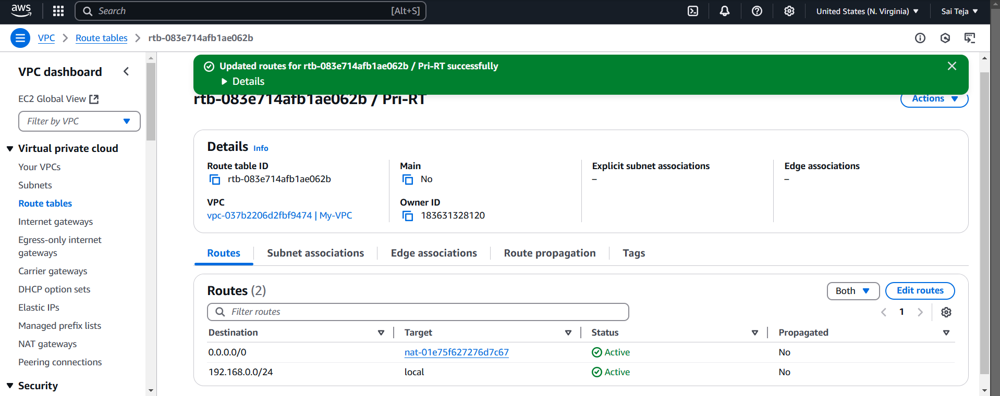 aws
Search [Alt+S]
United States (N. Virginia)
Sai Teja
VPC
Route tables
rtb-083e714afb1ae062b
VPC dashboard
EC2 Global View
Filter by VPC
Virtual private cloud
Your VPCs
Subnets
Route tables
Internet gateways
Egress-only internet
gateways
Carrier gateways
DHCP option sets
Elastic IPs
Managed prefix lists
NAT gateways
Peering connections
Security
Updated routes for rtb-083e714afb1ae062b / Pri-RT successfully
Details
rtb-083e714afb1ae062b / Pri-RT
Actions
Details Info
Route table ID
rtb-083e714afb1ae062b
Main
No
Explicit subnet associations
–
Edge associations
–
VPC
vpc-037b2206d2fbf9474 | My-VPC
Owner ID
183631328120
Routes
Subnet associations
Edge associations
Route propagation
Tags
Routes (2)
Both
Edit routes
Filter routes
1
Destination Target Status Propagated
0.0.0.0/0 nat-01e75f627276d7c67 Active No
192.168.0.0/24 local Active No